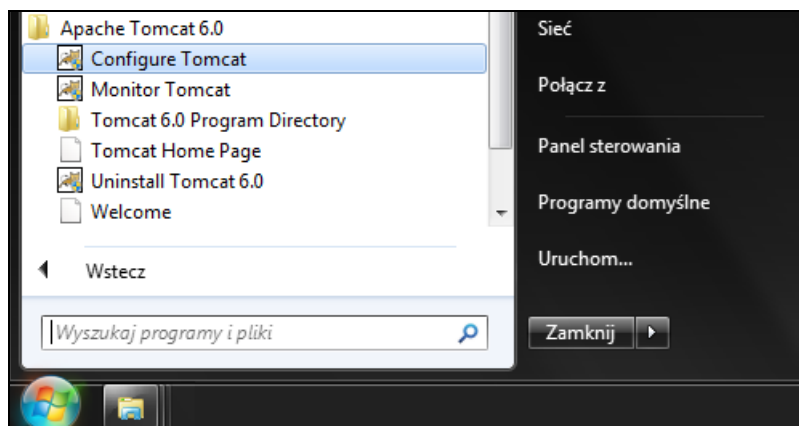 Apache Tomcat 6.0
Configure Tomcat
Monitor Tomcat
Tomcat 6.0 Program Directory
Tomcat Home Page
Uninstall Tomcat 6.0
Welcome
Wstecz
Wyszukaj programy i pliki
Sieć
Połącz z
Panel sterowania
Programy domyślne
Uruchom...
Zamknij